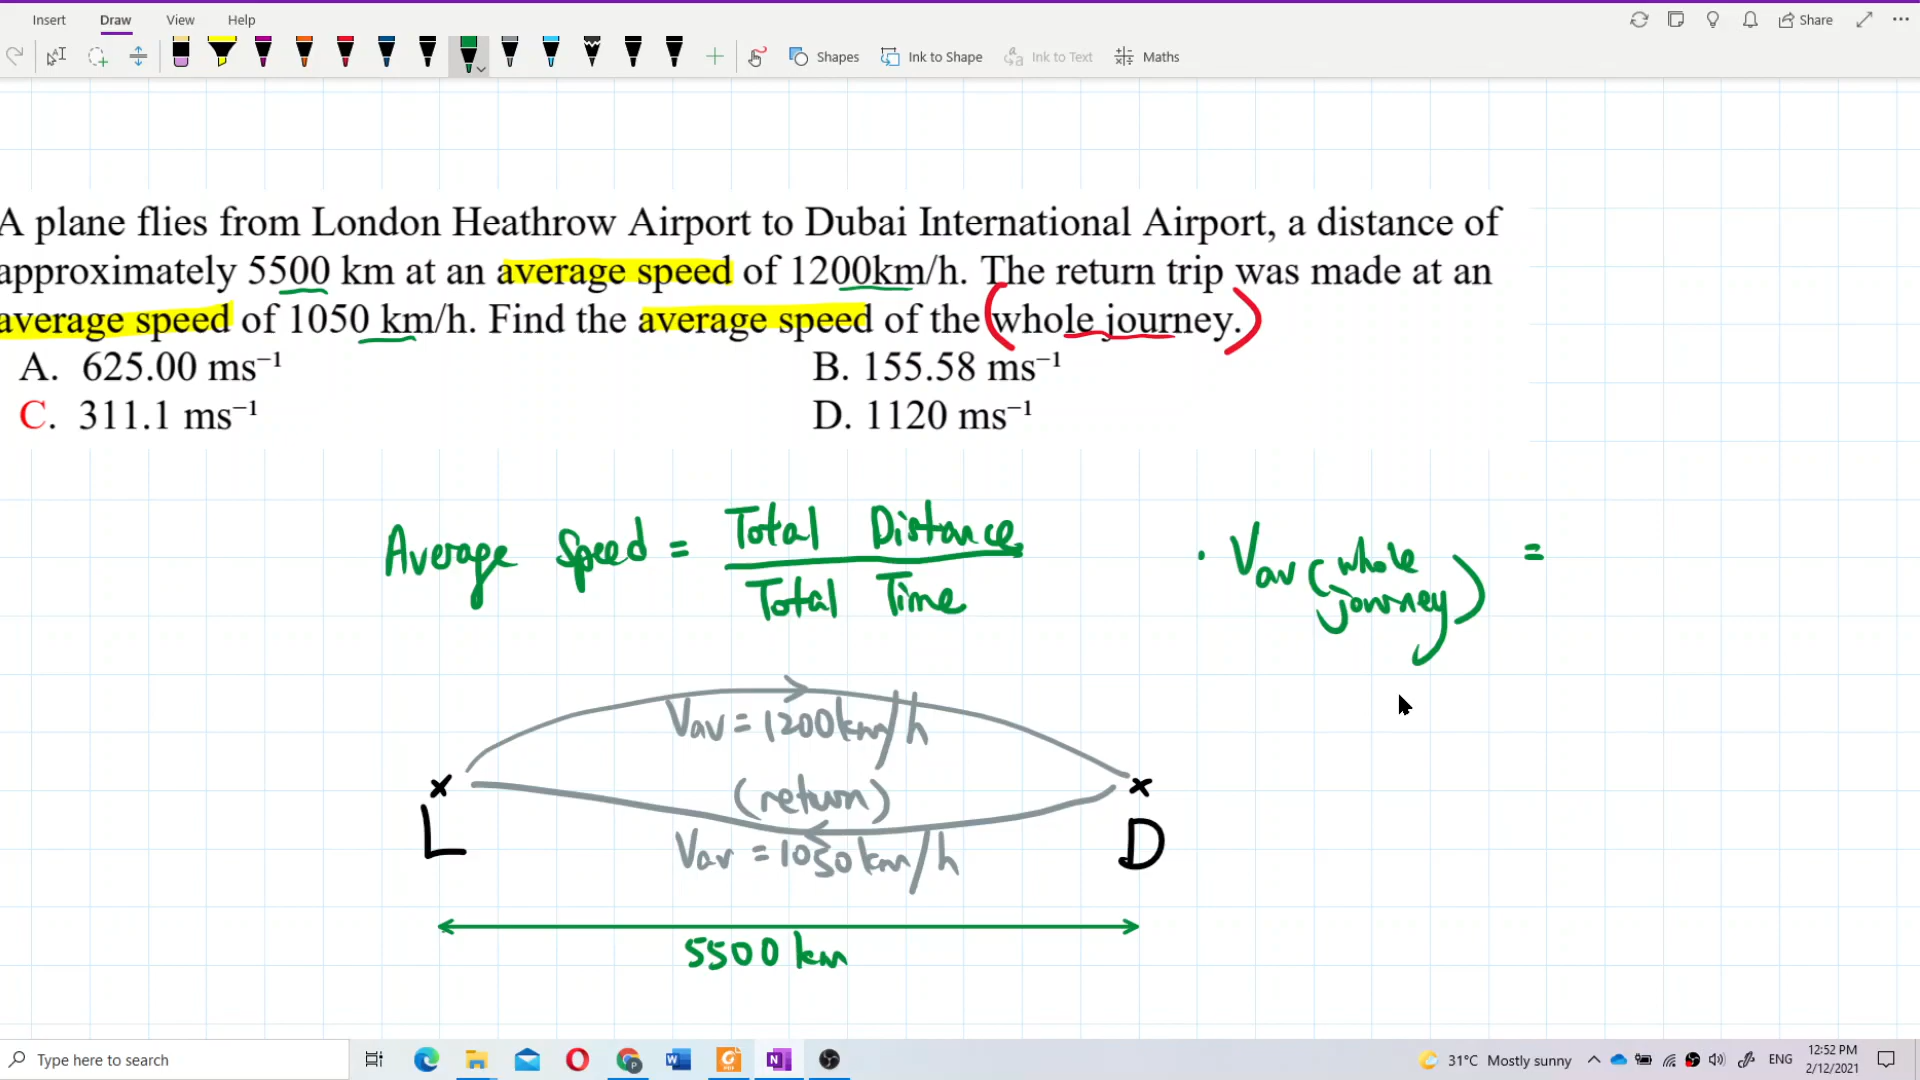 Insert Draw View Help
Share
Shapes Ink to Shape Ink to Text Maths
A plane flies from London Heathrow Airport to Dubai International Airport, a distance of
approximately 5500 km at an average speed of 1200km/h. The return trip was made at an
average speed of 1050 km/h. Find the average speed of the (whole journey.)
A. 625.00 ms⁻¹ B. 155.58 ms⁻¹
C. 311.1 ms⁻¹ D. 1120 ms⁻¹
Average Speed = Total Distance
Total Time
. Vav (whole journey) =
Vav = 1200km/h
(return)
Vav = 1050km/h
x x
L D
5500 km
Type here to search
31°C Mostly sunny
ENG
12:52 PM
2/12/2021